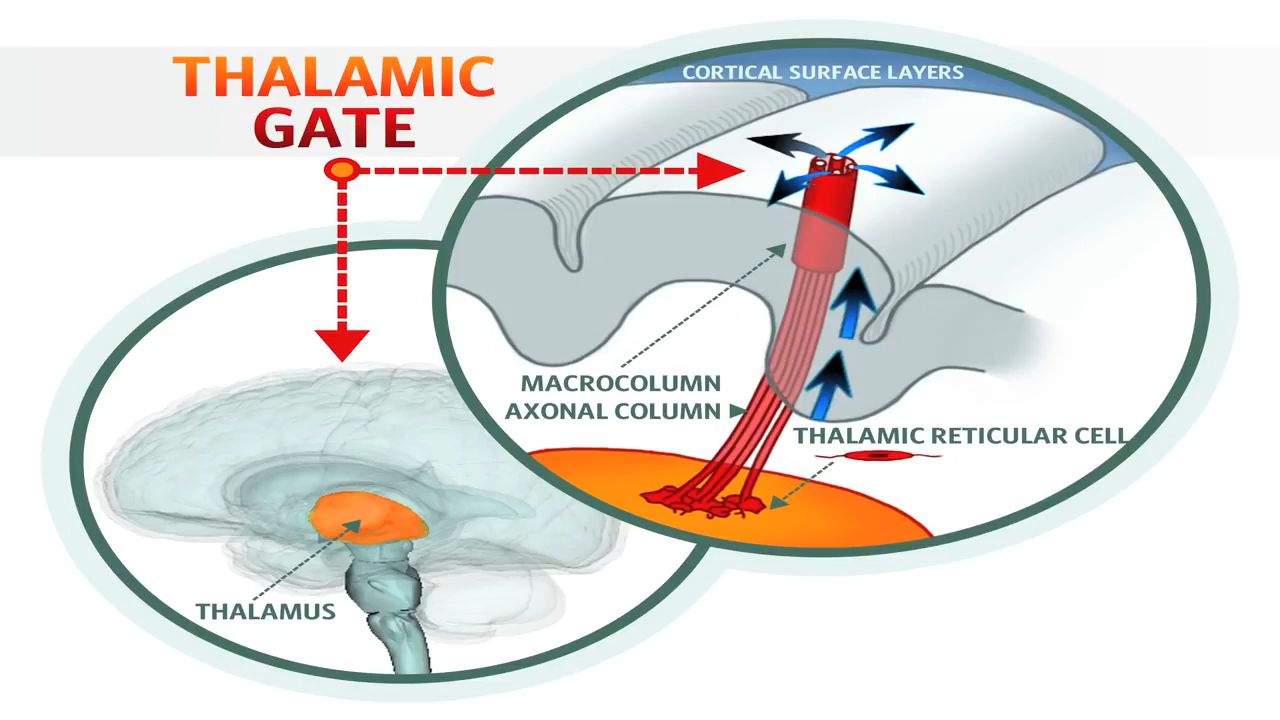 THALAMIC
GATE
CORTICAL SURFACE LAYERS
MACROCOLUMN
AXONAL COLUMN
THALAMIC RETICULAR CELL
THALAMUS